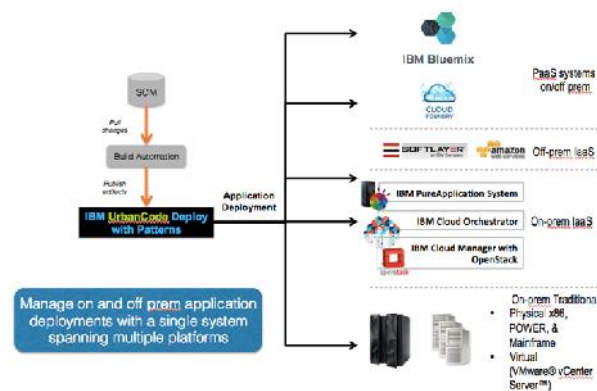 SCM
Pull
changes
Build Automation
Publish
artifacts
IBM UrbanCode Deploy
with Patterns
Application
Deployment
Manage on and off prem application
deployments with a single system
spanning multiple platforms
IBM Bluemix
CLOUD
FOUNDRY
PaaS systems
on/off prem
SOFTLAYER
an IBM Company
amazon
web services
Off-prem IaaS
IBM PureApplication System
IBM Cloud Orchestrator
IBM Cloud Manager with
OpenStack
openstack
On-prem IaaS
On-prem Traditional
• Physical x86,
POWER, &
Mainframe
• Virtual
(VMware® vCenter
Server™)